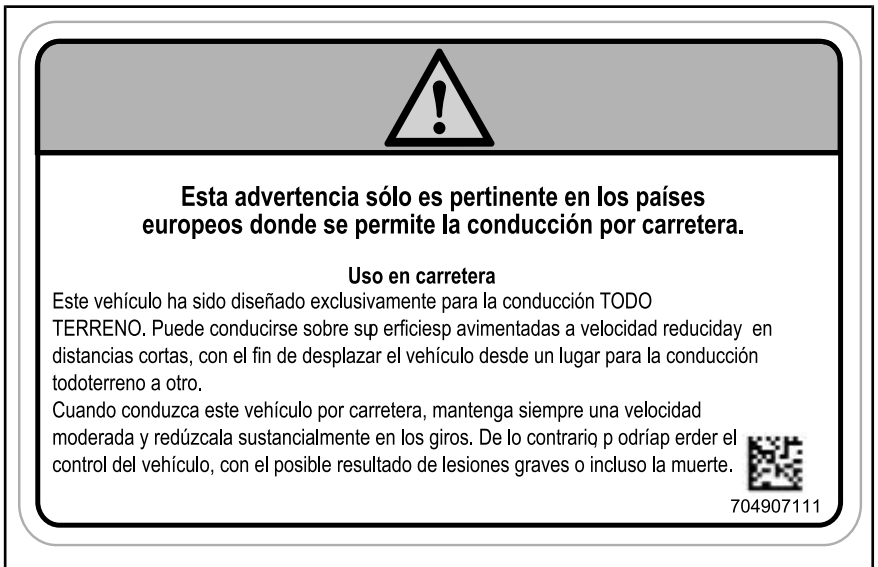 Esta advertencia sólo es pertinente en los países
europeos donde se permite la conducción por carretera.
Uso en carretera
Este vehículo ha sido diseñado exclusivamente para la conducción TODO
TERRENO. Puede conducirse sobre sup erficiesp avimentadas a velocidad reduciday en
distancias cortas, con el fin de desplazar el vehículo desde un lugar para la conducción
todoterreno a otro.
Cuando conduzca este vehículo por carretera, mantenga siempre una velocidad
moderada y redúzcala sustancialmente en los giros. De lo contrario, p odríap erder el
control del vehículo, con el posible resultado de lesiones graves o incluso la muerte.
704907111